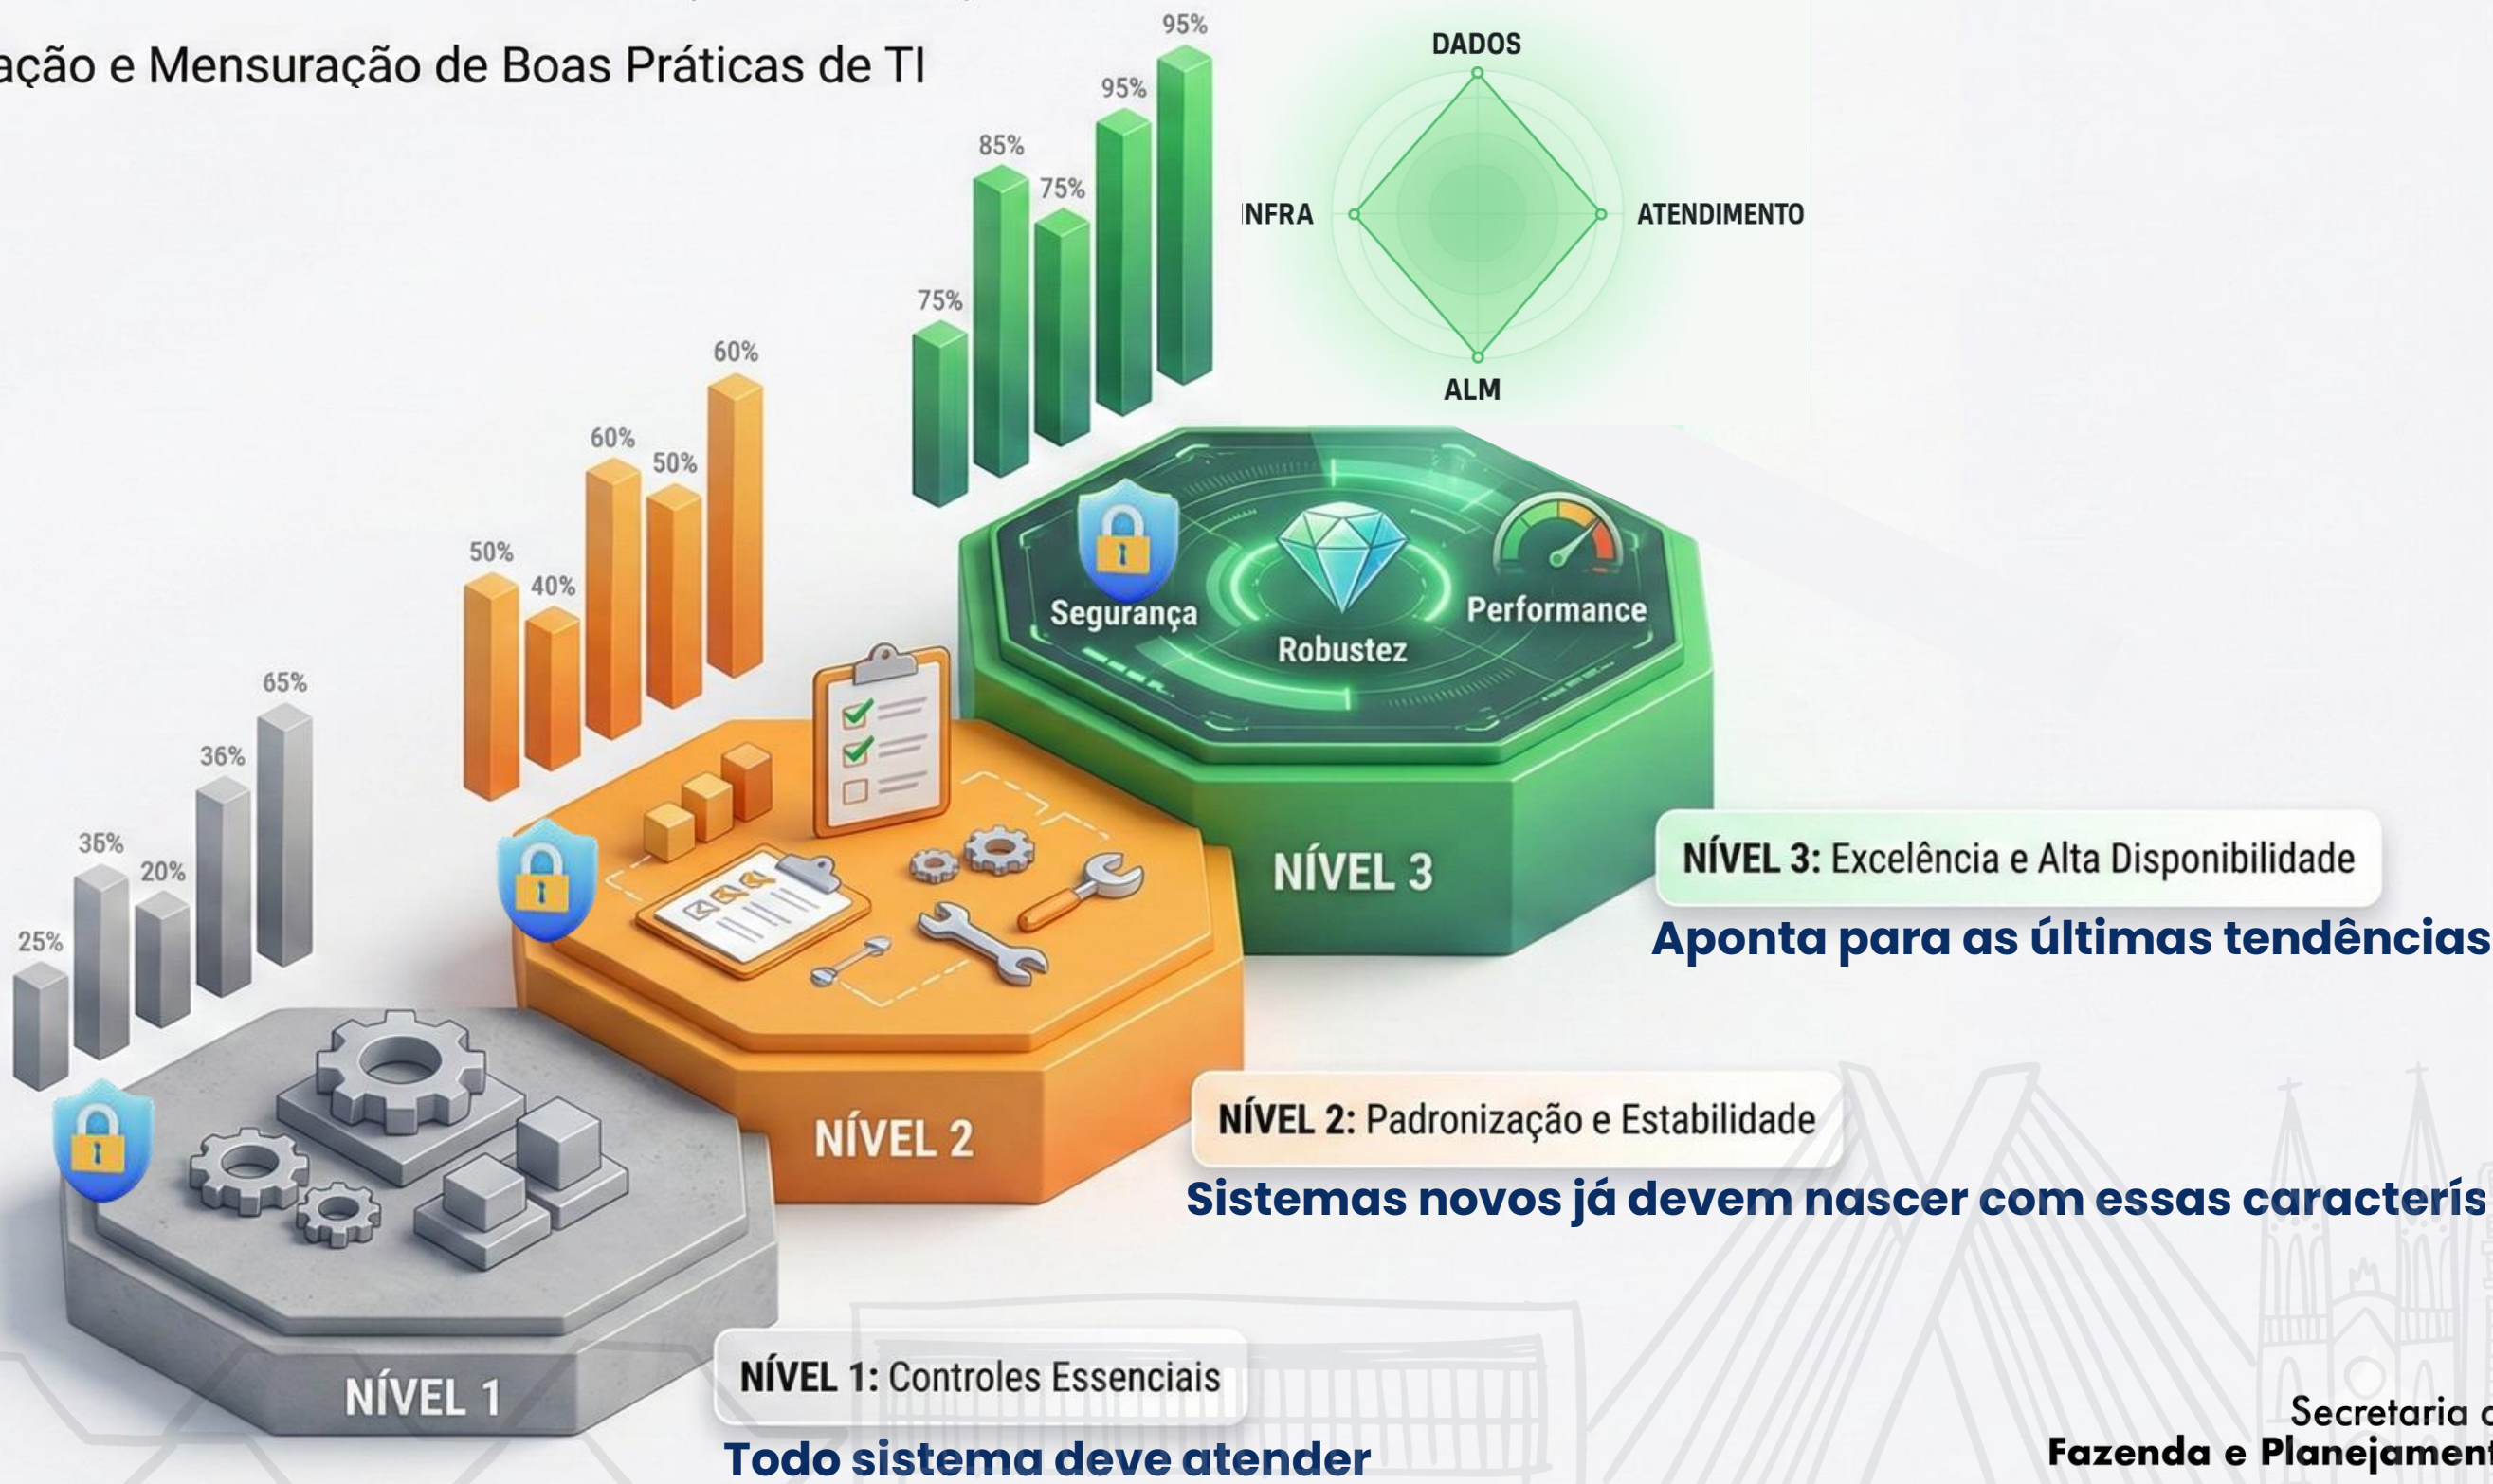 ação e Mensuração de Boas Práticas de TI
95%
95%
85%
75%
75%
DADOS
INFRA
ATENDIMENTO
ALM
60%
60%
50%
50%
40%
Segurança
Robustez
Performance
65%
36%
35%
20%
25%
NÍVEL 3
NÍVEL 3: Excelência e Alta Disponibilidade
Aponta para as últimas tendências
NÍVEL 2
NÍVEL 2: Padronização e Estabilidade
Sistemas novos já devem nascer com essas caracterís
NÍVEL 1
NÍVEL 1: Controles Essenciais
Todo sistema deve atender
Secretaria
Fazenda e Planejament